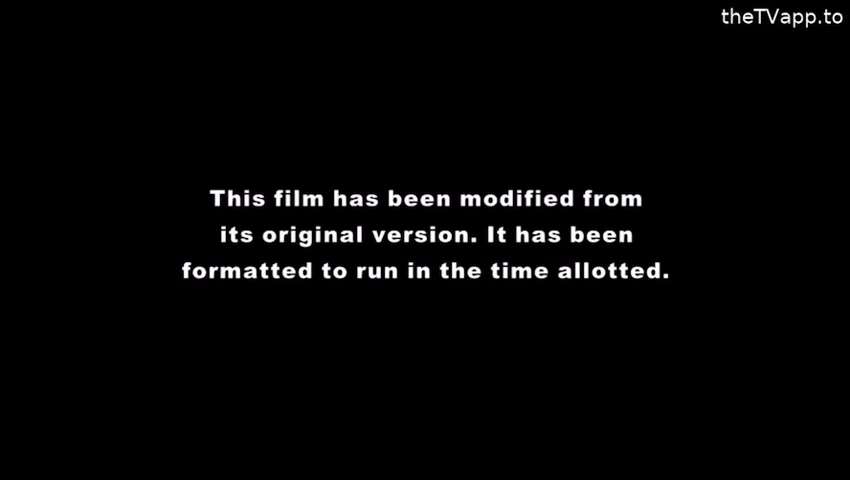 theTVapp.to
This film has been modified from
its original version. It has been
formatted to run in the time allotted.